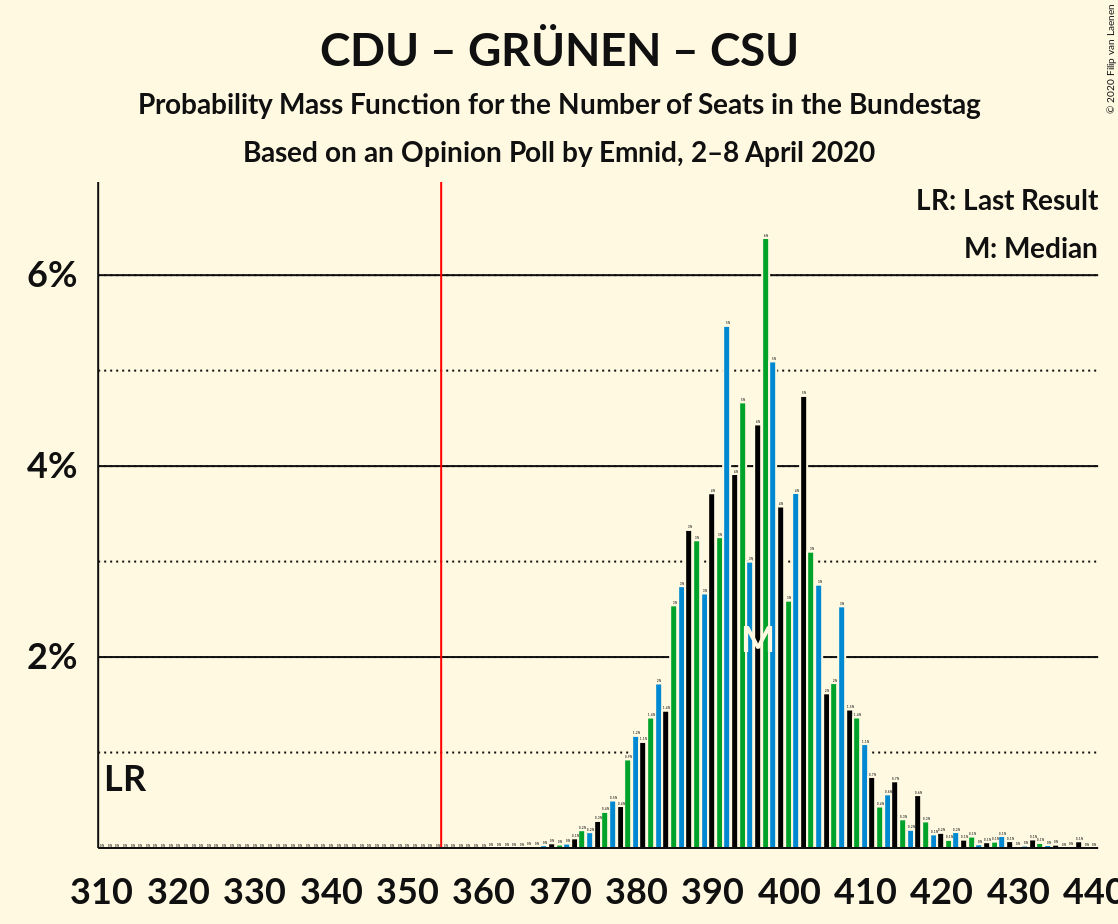 CDU – GRÜNEN – CSU
Probability Mass Function for the Number of Seats in the Bundestag
Based on an Opinion Poll by Emnid, 2–8 April 2020
© 2020 Filip van Laenen
LR: Last Result
M: Median
6%
4%
2%
M
LR
310 320 330 340 350 360 370 380 390 400 410 420 430 440